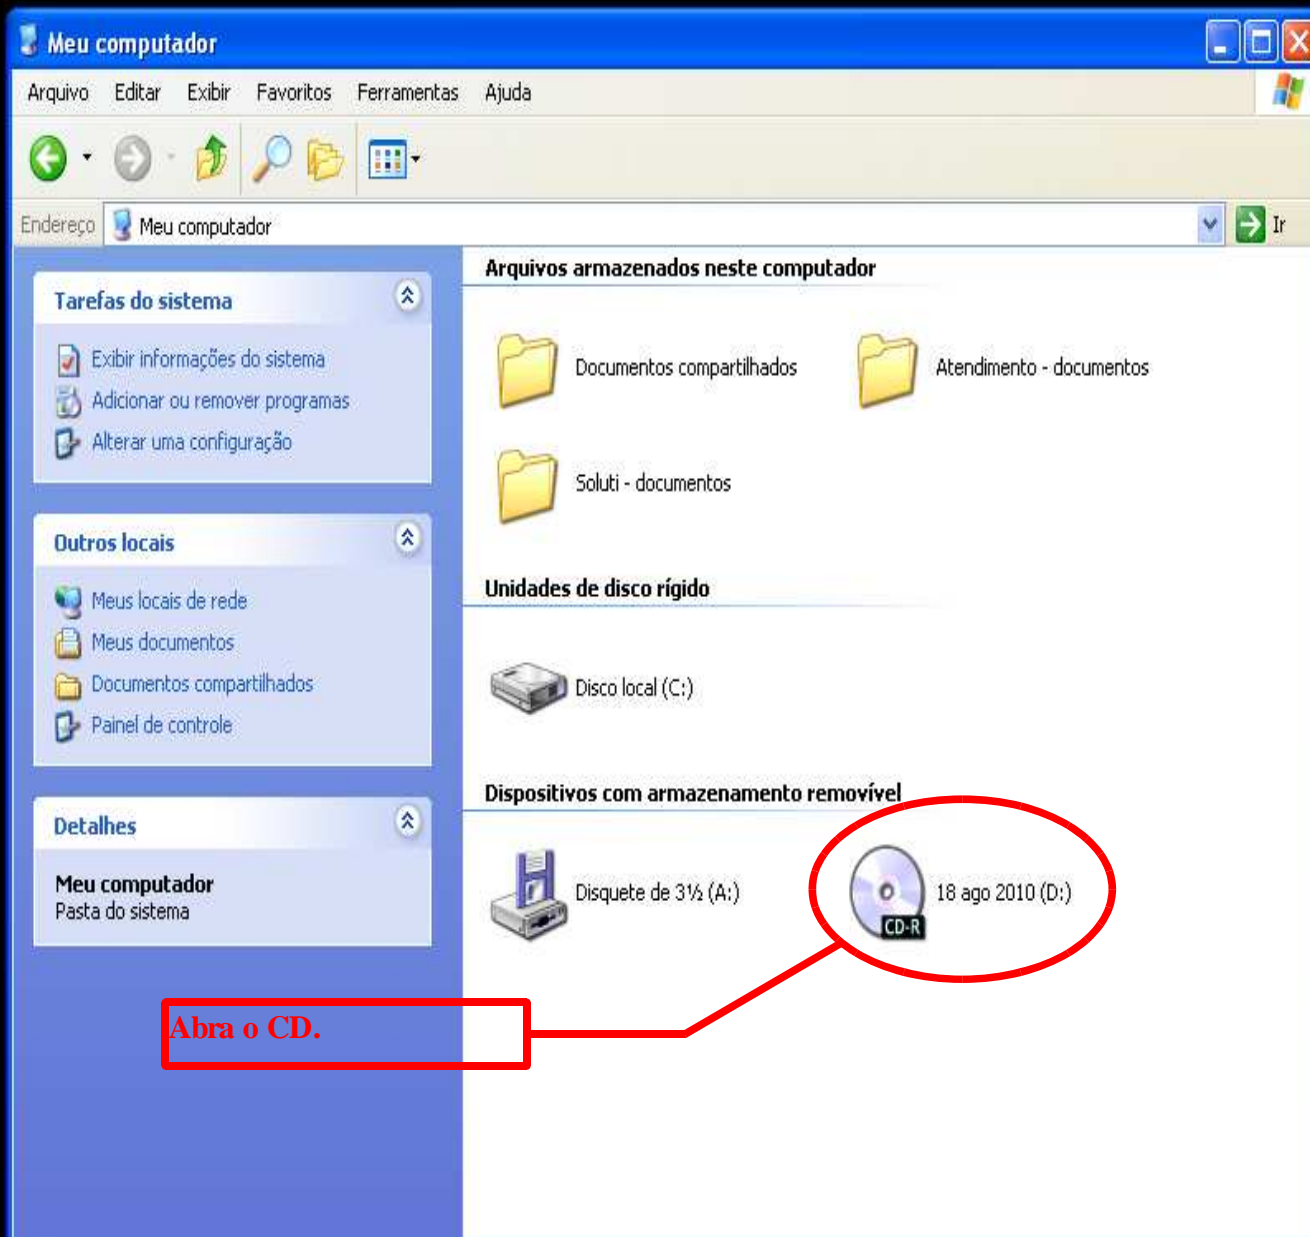 Meu computador
Arquivo Editar Exibir Favoritos Ferramentas Ajuda
Endereço Meu computador Ir
Tarefas do sistema
Exibir informações do sistema
Adicionar ou remover programas
Alterar uma configuração
Outros locais
Meus locais de rede
Meus documentos
Documentos compartilhados
Painel de controle
Detalhes
Meu computador
Pasta do sistema
Arquivos armazenados neste computador
Documentos compartilhados
Atendimento - documentos
Soluti - documentos
Unidades de disco rígido
Disco local (C:)
Dispositivos com armazenamento removível
Disquete de 3½ (A:)
CD-R
18 ago 2010 (D:)
Abra o CD.